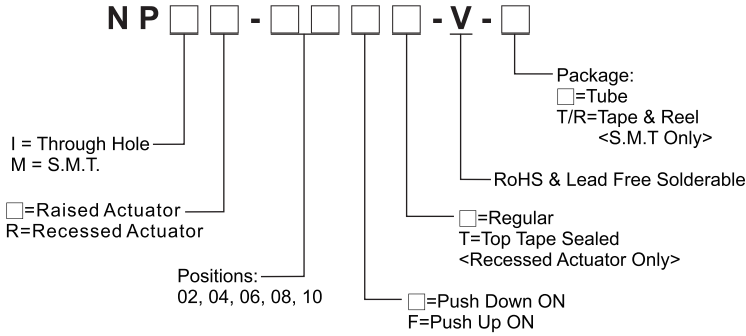 NP□□-□□□□-V-□
Package:
□=Tube
T/R=Tape & Reel
<S.M.T Only>
I = Through Hole
M = S.M.T.
RoHS & Lead Free Solderable
□=Raised Actuator
R=Recessed Actuator
□=Regular
T=Top Tape Sealed
<Recessed Actuator Only>
Positions:
02, 04, 06, 08, 10
□=Push Down ON
F=Push Up ON